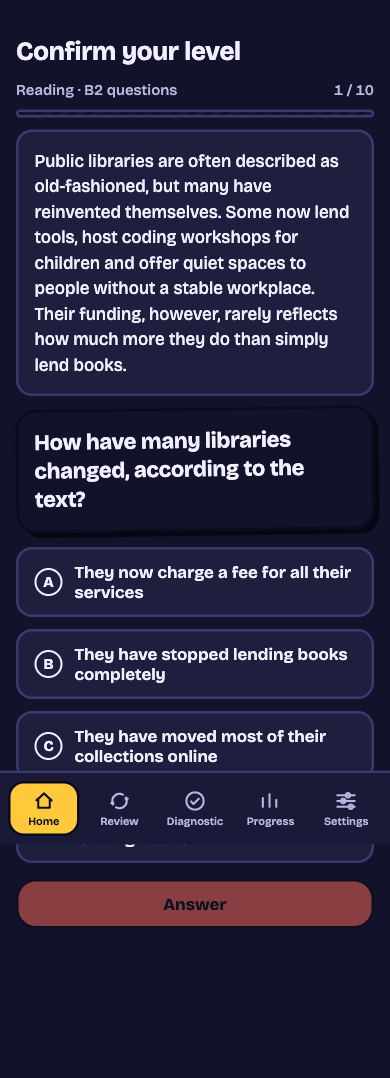 Confirm your level
Reading · B2 questions
1 / 10
Public libraries are often described as
old-fashioned, but many have
reinvented themselves. Some now lend
tools, host coding workshops for
children and offer quiet spaces to
people without a stable workplace.
Their funding, however, rarely reflects
how much more they do than simply
lend books.
How have many libraries
changed, according to the
text?
A
They now charge a fee for all their
services
B
They have stopped lending books
completely
C
They have moved most of their
collections online
Home
Review
Diagnostic
Progress
Settings
Answer